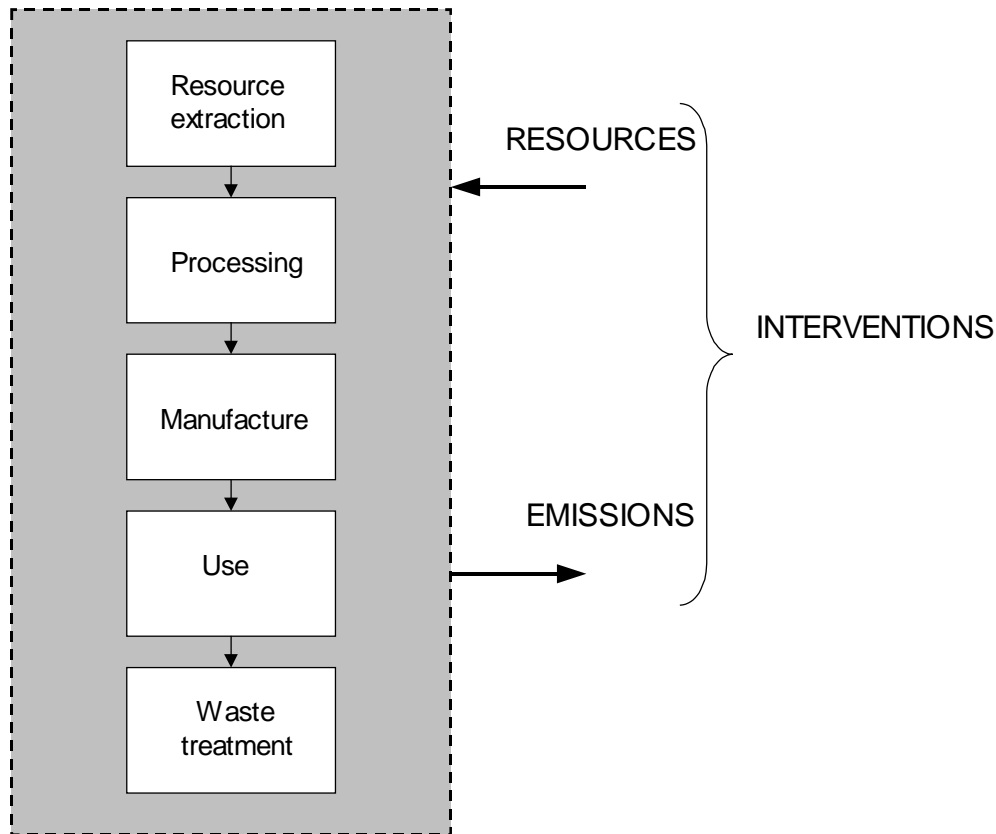 Resource
extraction
Processing
Manufacture
Use
Waste
treatment
RESOURCES
EMISSIONS
INTERVENTIONS